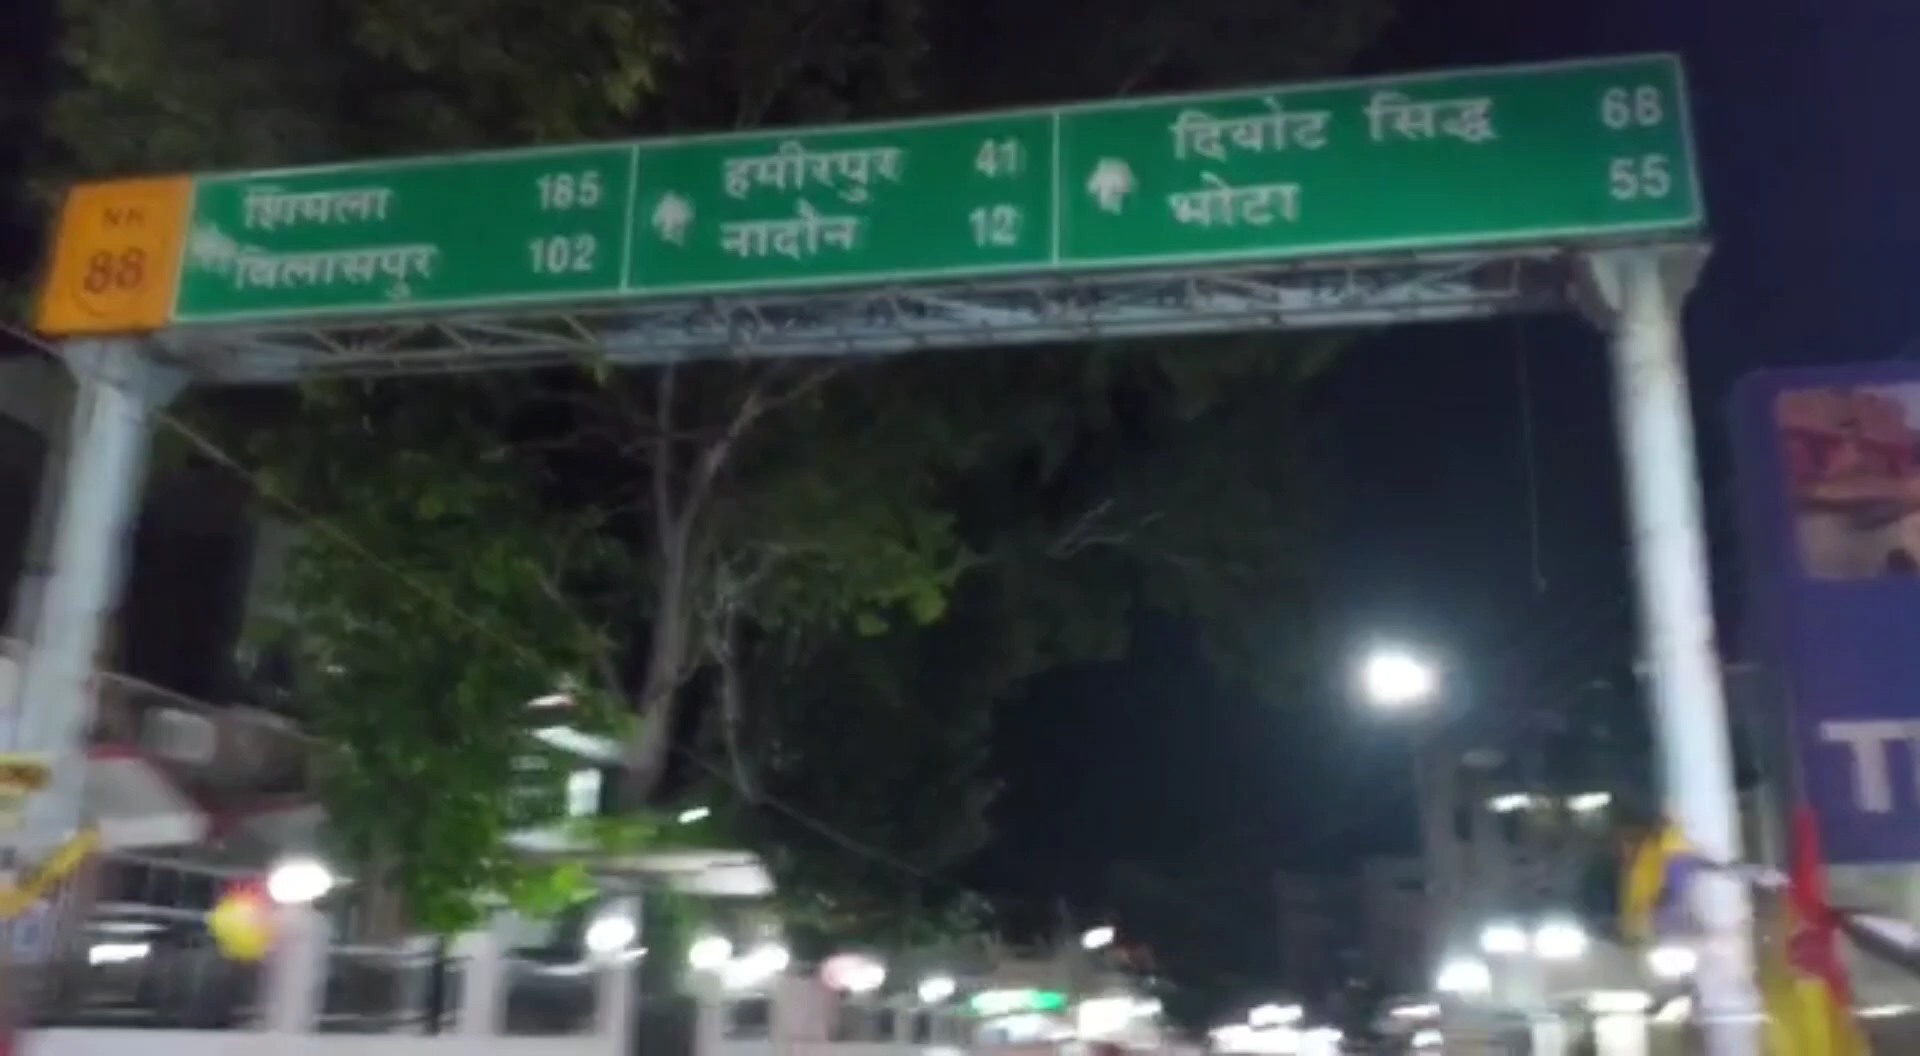 NH
88
शिमला 185
बिलासपुर 102
हमीरपुर 41
नादौन 12
दियोट सिद्ध 68
भोटा 55